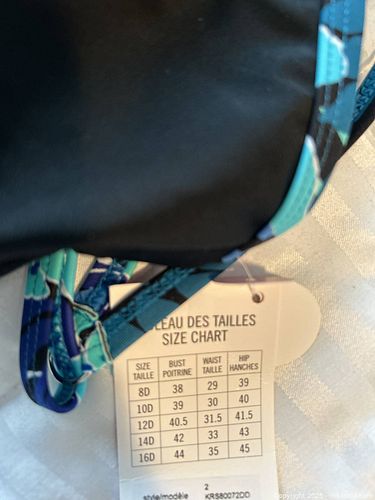 LEAU DES TAILLES
SIZE CHART
SIZE TAILLE BUST POITRINE WAIST TAILLE HIP HANCHES
8D 38 29 39
10D 39 30 40
12D 40.5 31.5 41.5
14D 42 33 43
16D 44 35 45
2
style/modèle KRS80072DD